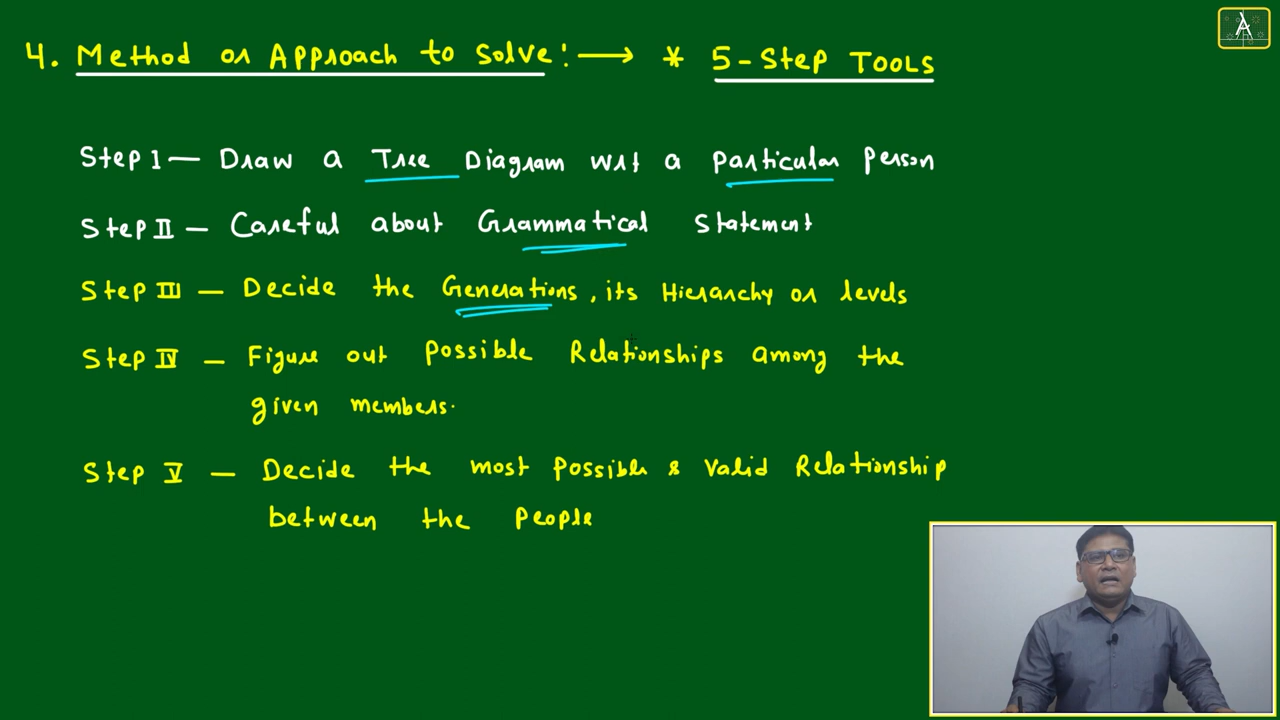 4. Method or Approach to solve :→ * 5-Step TOOLS
Step I — Draw a Tree Diagram wrt a particular person
Step II — Careful about Grammatical Statement
Step III — Decide the Generations, its Hierarchy or levels
Step IV — Figure out possible Relationships among the
given members.
Step V — Decide the most possible & valid Relationship
between the people